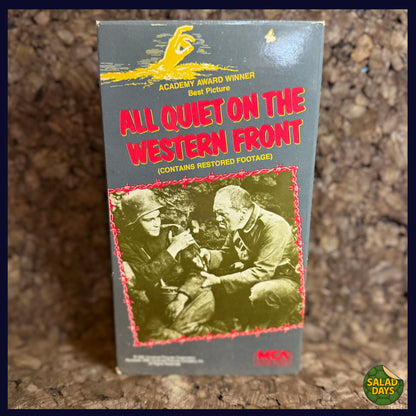 ACADEMY AWARD WINNER
Best Picture
ALL QUIET ON THE
WESTERN FRONT
(CONTAINS RESTORED FOOTAGE)
MCA
SALAD
DAYS